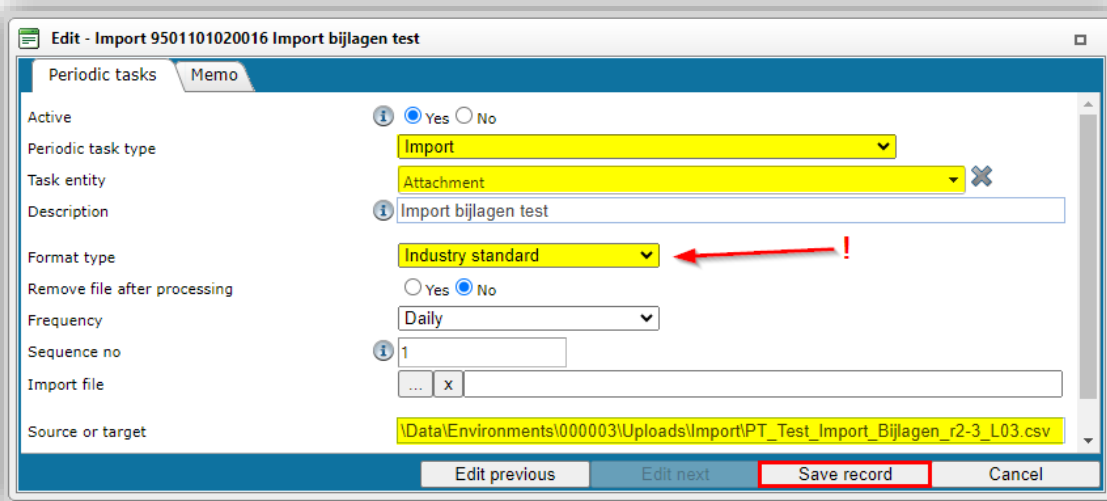 Edit - Import 9501101020016 Import bijlagen test
Periodic tasks Memo
Active Yes No
Periodic task type Import
Task entity Attachment
Description Import bijlagen test
Format type Industry standard !
Remove file after processing Yes No
Frequency Daily
Sequence no 1
Import file ... x
Source or target \Data\Environments\000003\Uploads\Import\PT_Test_Import_Bijlagen_r2-3_L03.csv
Edit previous Edit next Save record Cancel